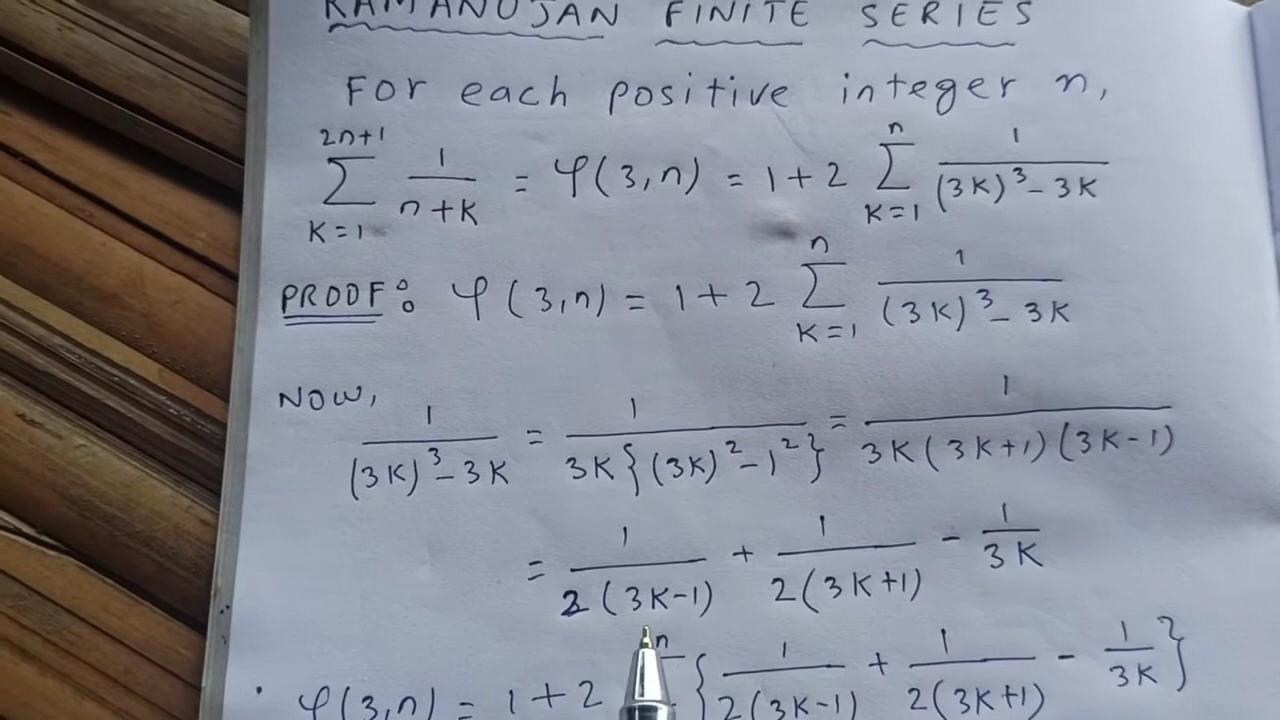 RAMANUJAN FINITE SERIES
For each positive integer n,
∑_{K=1}^{2n+1} 1/(n+K) = φ(3,n) = 1+2 ∑_{K=1}^{n} 1/((3K)^3 - 3K)
PROOF: φ(3,n) = 1+2 ∑_{K=1}^{n} 1/((3K)^3 - 3K)
NOW,
1/((3K)^3 - 3K) = 1/(3K{(3K)^2 - 1^2}) = 1/(3K(3K+1)(3K-1))
= 1/(2(3K-1)) + 1/(2(3K+1)) - 1/(3K)
φ(3,n) = 1+2 ∑^{n} {1/(2(3K-1)) + 1/(2(3K+1)) - 1/(3K)}